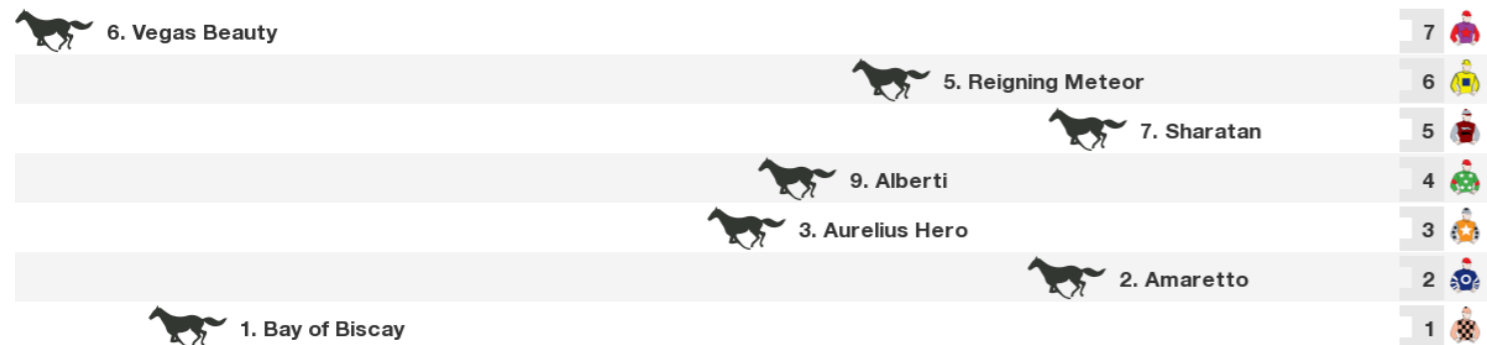 6. Vegas Beauty 7
5. Reigning Meteor 6
7. Sharatan 5
9. Alberti 4
3. Aurelius Hero 3
2. Amaretto 2
1. Bay of Biscay 1